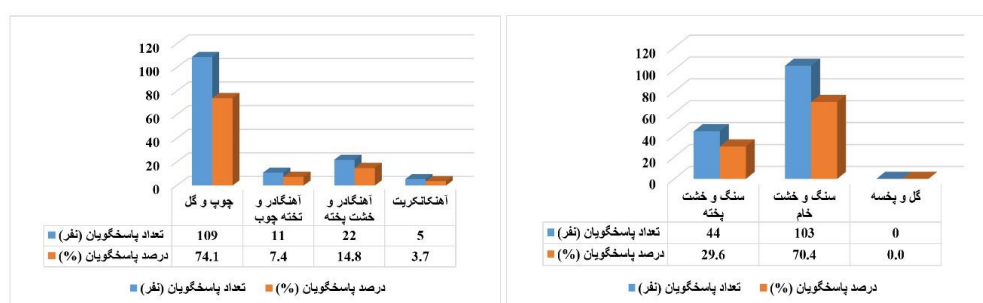 120
100
80
60
40
20
0
چوپ و گل
آهنگادر و تخته چوب
آهنگادر و خشت پخته
آهنکانکریت
تعداد پاسخگویان (نفر) 109 11 22 5
درصد پاسخگویان (%) 74.1 7.4 14.8 3.7
تعداد پاسخگویان (نفر) درصد پاسخگویان (%)
120
100
80
60
40
20
0
سنگ و خشت پخته
سنگ و خشت خام
گل و پخسه
تعداد پاسخگویان (نفر) 44 103 0
درصد پاسخگویان (%) 29.6 70.4 0.0
تعداد پاسخگویان (نفر) درصد پاسخگویان (%)